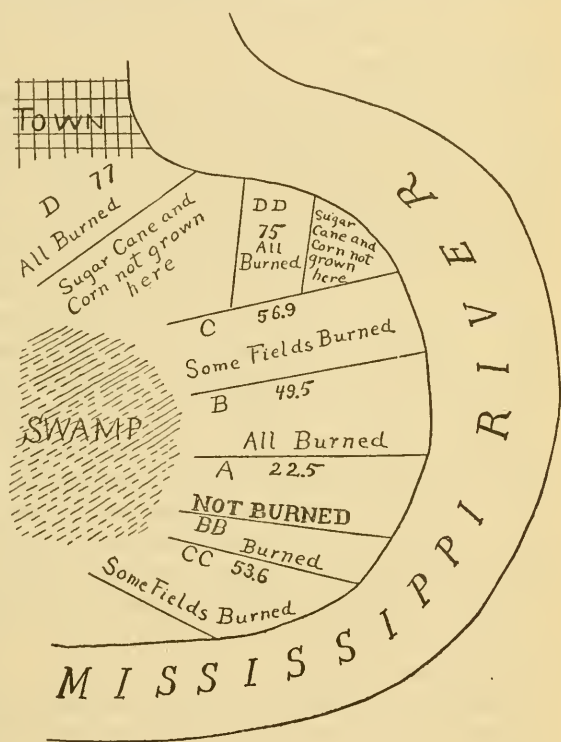 TOWN
D 77
All Burned
Sugar Cane and
Corn not grown
here
DD
75
All
Burned
Sugar
Cane and
Corn not
grown
here
C 56.9
Some Fields Burned
B 49.5
All Burned
A 22.5
NOT BURNED
BB Burned
CC 53.6
Some Fields Burned
SWAMP
MISSISSIPPI RIVER